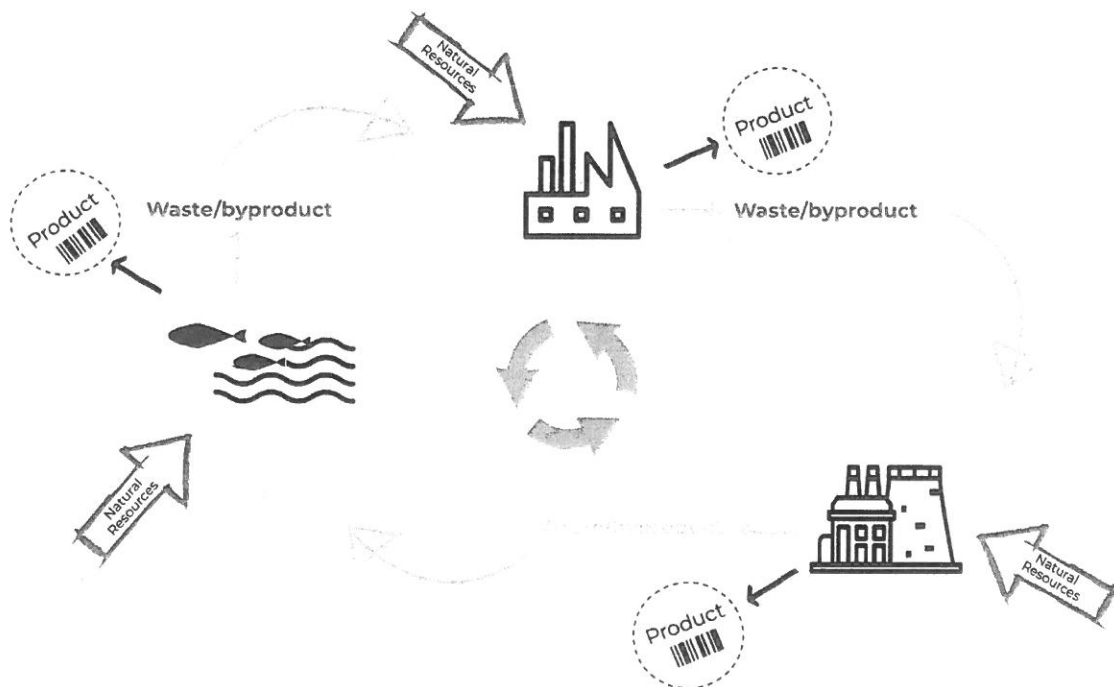 Natural
Resources
Product
Product
Waste/byproduct
Waste/byproduct
Natural
Resources
Natural
Resources
Product